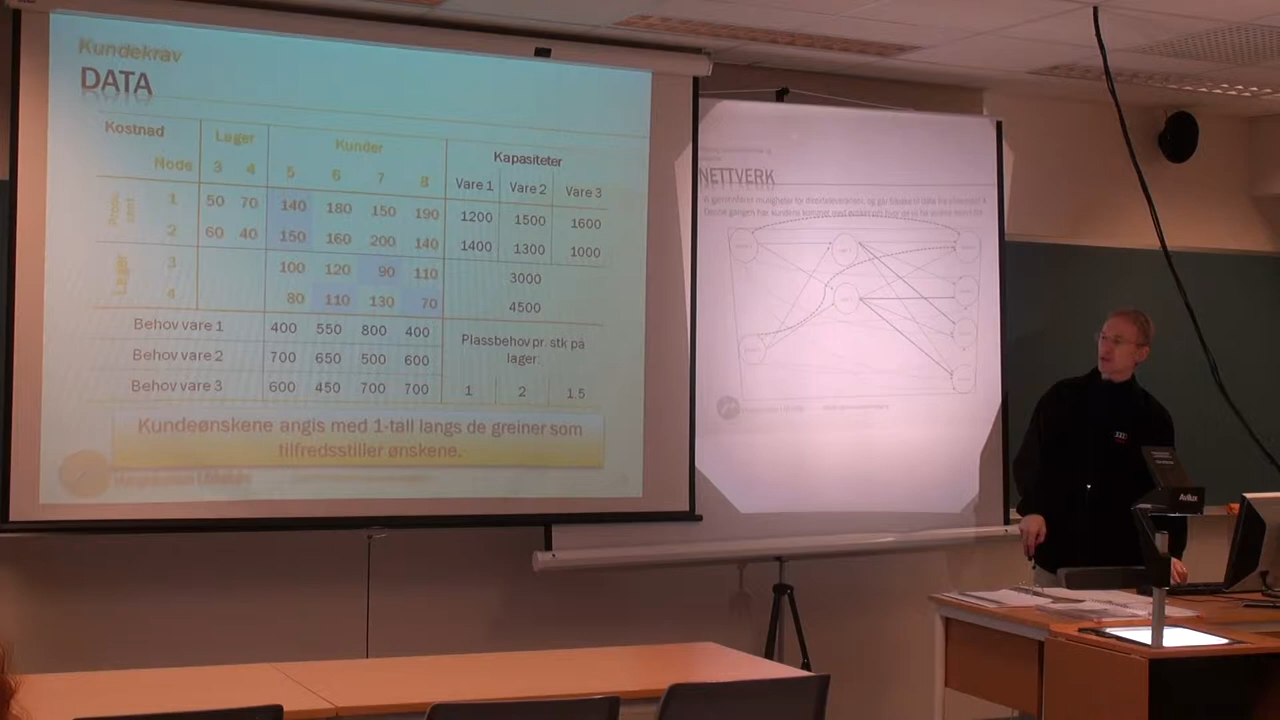 Kundekrav
DATA
Kostnad Lager Kunder Kapasiteter
Node 3 4 5 6 7 8 Vare 1 Vare 2 Vare 3
1 50 70 140 180 150 190 1200 1500 1600
2 60 40 150 160 200 140 1400 1300 1000
Lager
3 100 120 90 110 3000
4 80 110 130 70 4500
Behov vare 1 400 550 800 400 Plassbehov pr. stk på
Behov vare 2 700 650 500 600 lager:
Behov vare 3 600 450 700 700 1 2 1.5
Kundeønskene angis med 1-tall langs de greiner som
tilfredsstiller ønskene.
NETTVERK
Avilux